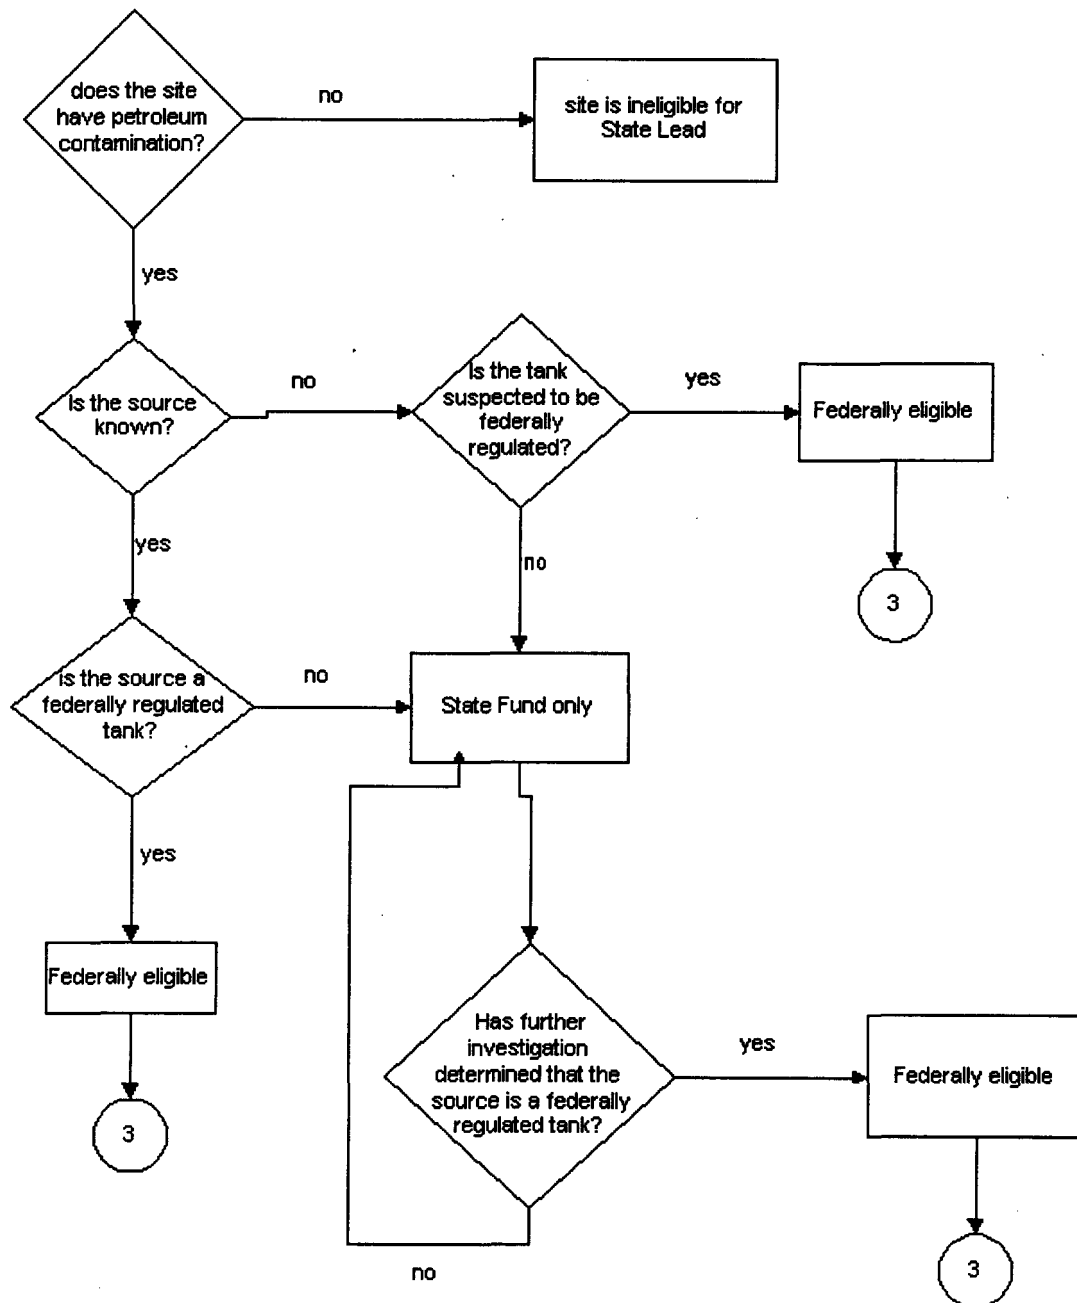 does the site
have petroleum
contamination?
no
site is ineligible for
State Lead
yes
Is the source
known?
no
Is the tank
suspected to be
federally
regulated?
yes
Federally eligible
3
yes
no
is the source a
federally regulated
tank?
no
State Fund only
yes
Federally eligible
3
Has further
investigation
determined that the
source is a federally
regulated tank?
yes
Federally eligible
3
no